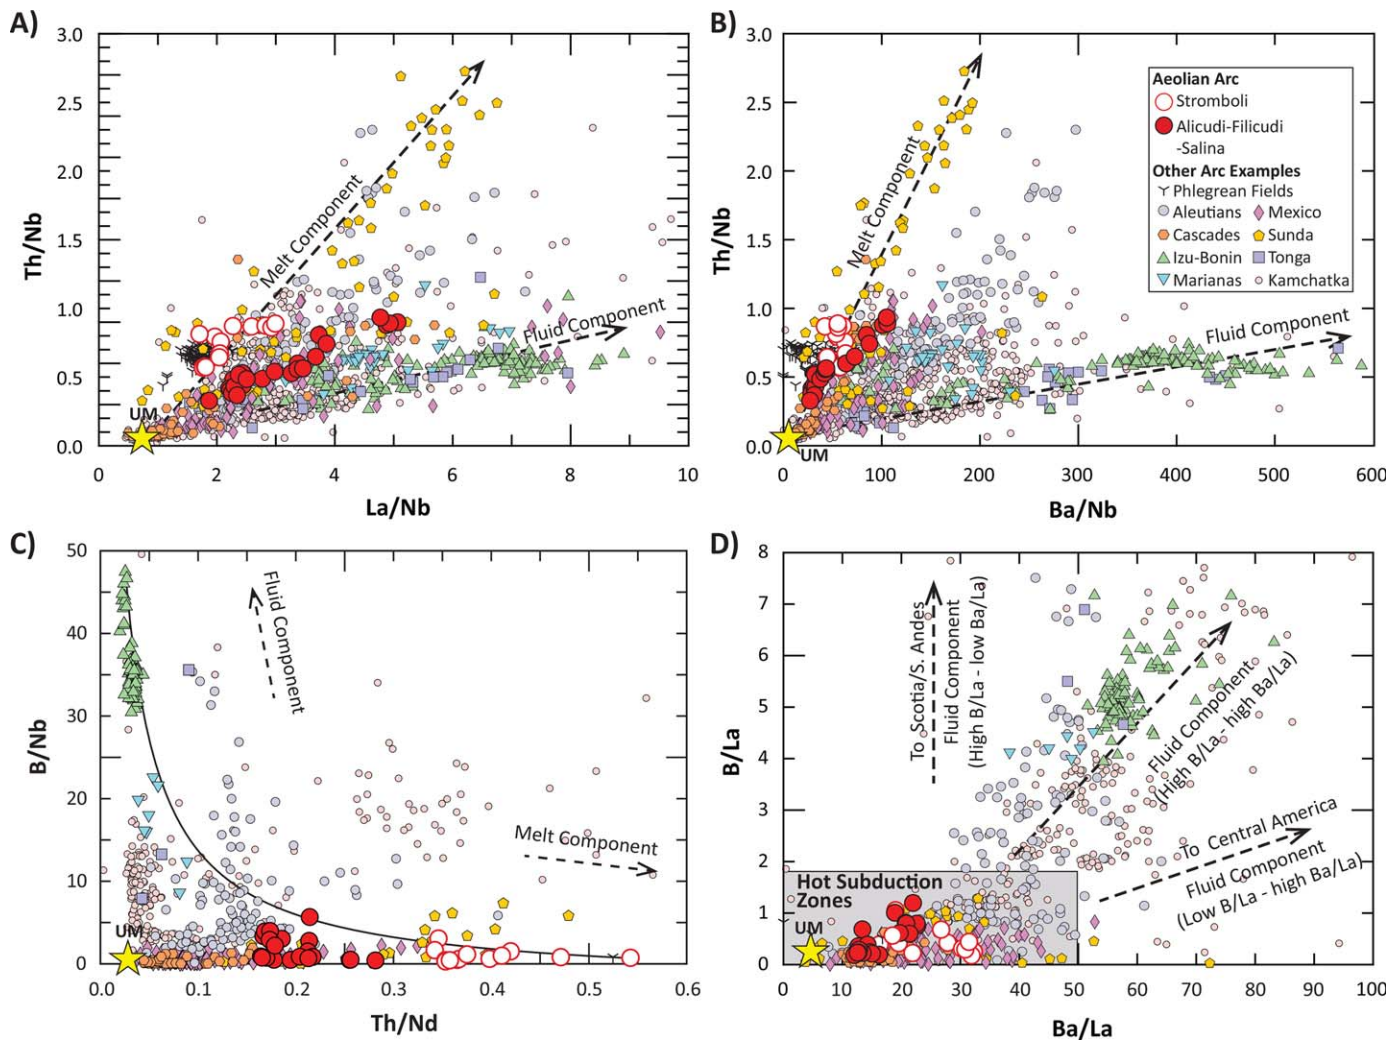 A)
3.0
2.5
2.0
1.5
1.0
0.5
0.0
Th/Nb
Melt Component
Fluid Component
UM
0
2
4
6
8
10
La/Nb
B)
3.0
2.5
2.0
1.5
1.0
0.5
0.0
Th/Nb
Melt Component
Fluid Component
UM
Aeolian Arc
Stromboli
Alicudi-Filicudi
-Salina
Other Arc Examples
Phlegrean Fields
Aleutians
Mexico
Cascades
Sunda
Izu-Bonin
Tonga
Marianas
Kamchatka
0
100
200
300
400
500
600
Ba/Nb
C)
50
40
30
20
10
0
B/Nb
Fluid Component
Melt Component
UM
0.0
0.1
0.2
0.3
0.4
0.5
0.6
Th/Nd
D)
8
7
6
5
4
3
2
1
0
B/La
To Scotia/S. Andes
Fluid Component
(High B/La - low Ba/La)
Fluid Component
(High B/La - high Ba/La)
To Central America
Fluid Component
(Low B/La - high Ba/La)
Hot Subduction
Zones
UM
0
10
20
30
40
50
60
70
80
90
100
Ba/La